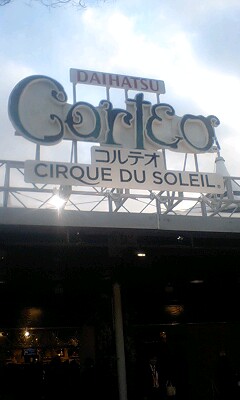 DAIHATSU
Corteo
コルテオ
CIRQUE DU SOLEIL.